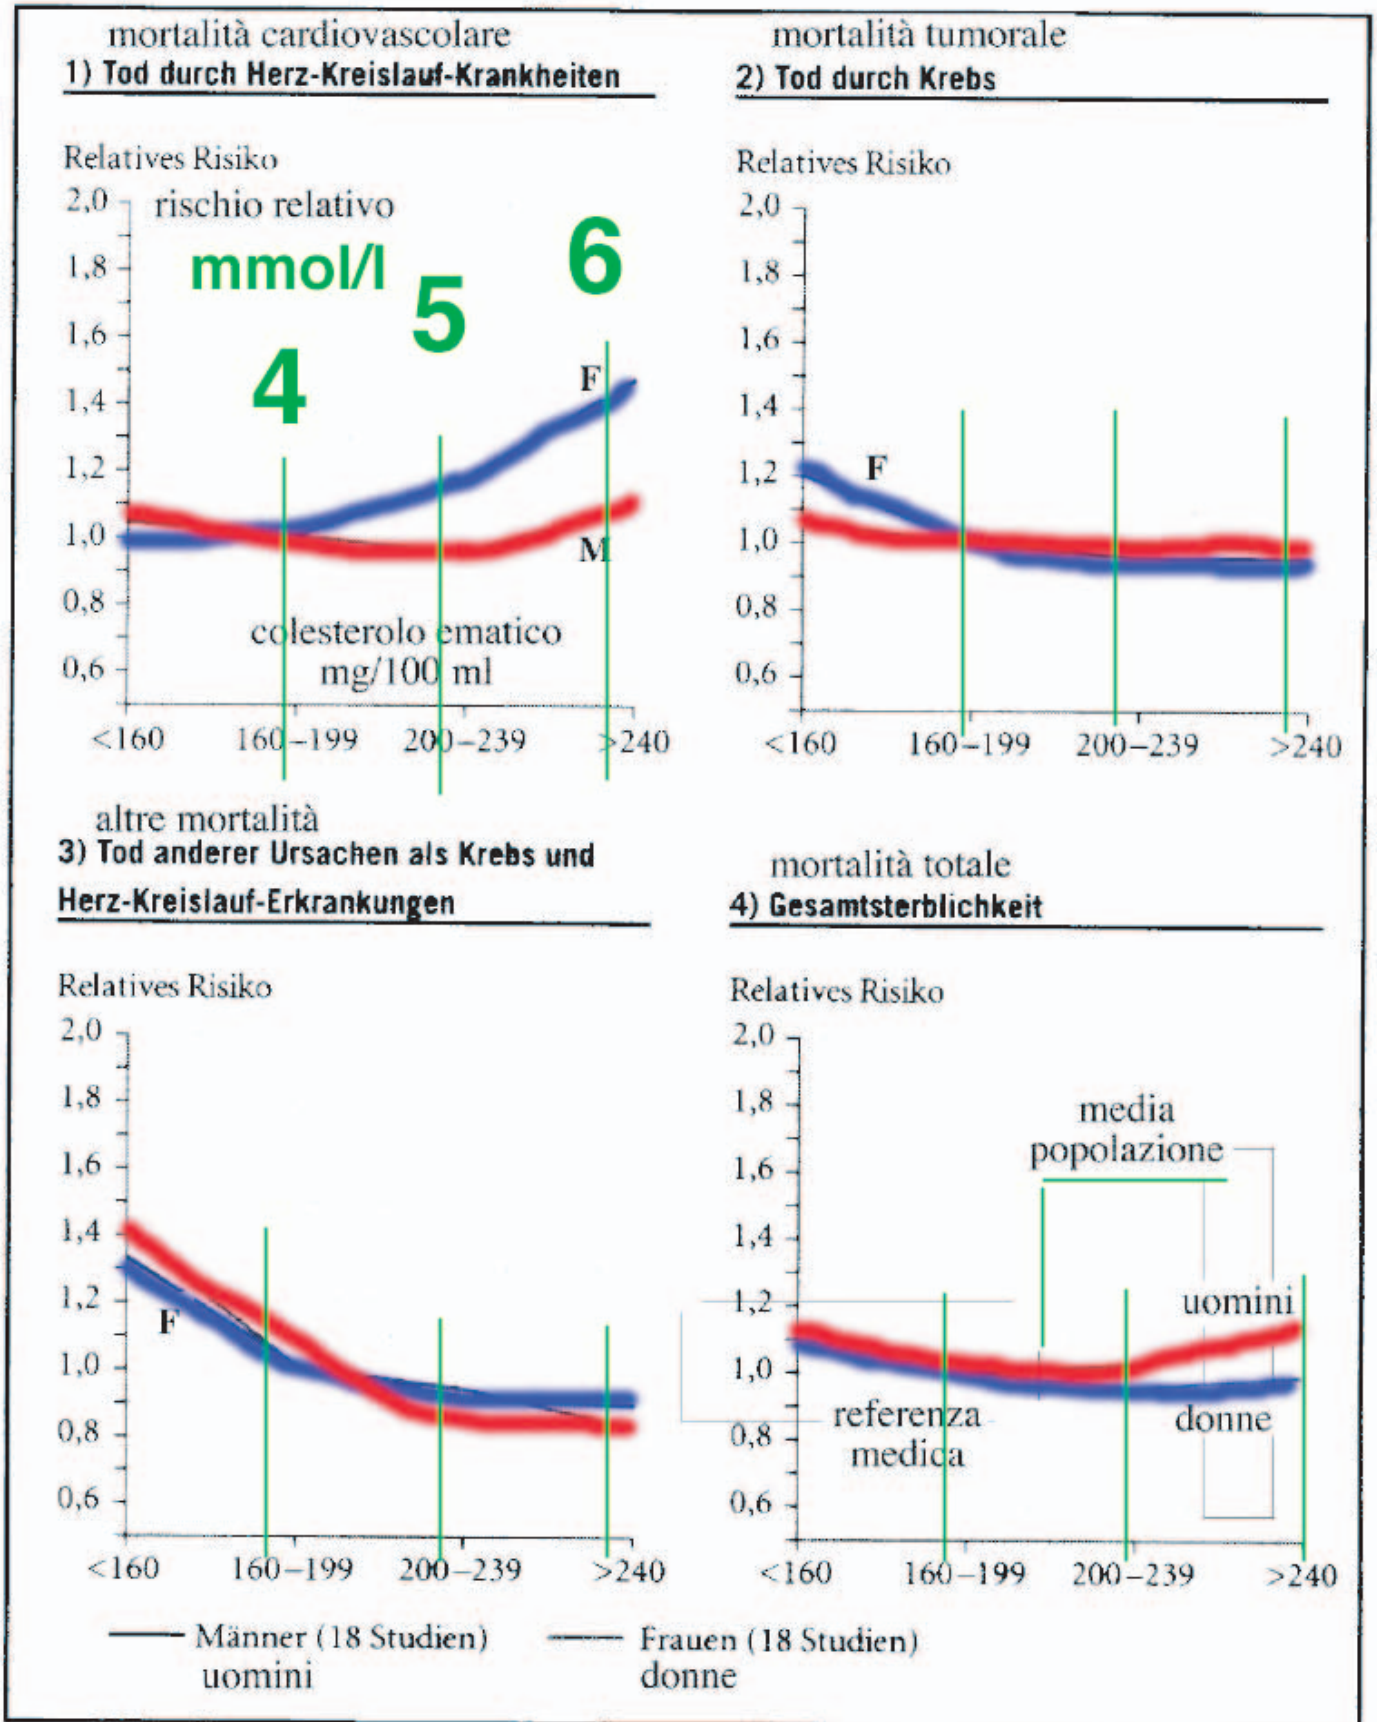 mortalità cardiovascolare
1) Tod durch Herz-Kreislauf-Krankheiten
Relatives Risiko
2,0
rischio relativo
1,8
mmol/l
6
5
1,6
4
1,4
F
1,2
1,0
M
0,8
colesterolo ematico
mg/100 ml
0,6
<160 160–199 200–239 >240
mortalità tumorale
2) Tod durch Krebs
Relatives Risiko
2,0
1,8
1,6
1,4
1,2
F
1,0
0,8
0,6
<160 160–199 200–239 >240
altre mortalità
3) Tod anderer Ursachen als Krebs und
Herz-Kreislauf-Erkrankungen
Relatives Risiko
2,0
1,8
1,6
1,4
1,2
F
1,0
0,8
0,6
<160 160–199 200–239 >240
mortalità totale
4) Gesamtsterblichkeit
Relatives Risiko
2,0
1,8
media
popolazione
1,6
1,4
1,2
uomini
1,0
referenza
medica
donne
0,8
0,6
<160 160–199 200–239 >240
Männer (18 Studien) Frauen (18 Studien)
uomini donne